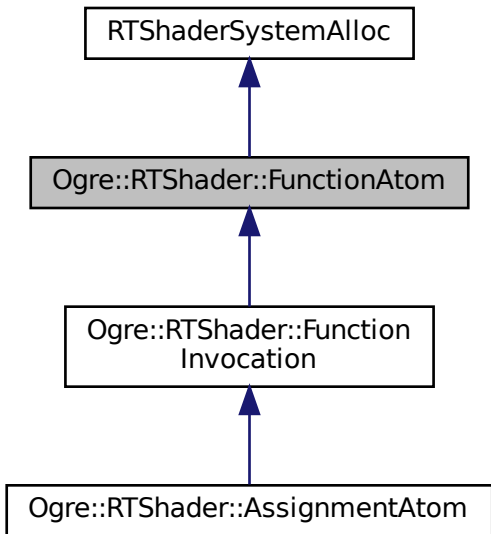 RTShaderSystemAlloc
Ogre::RTShader::FunctionAtom
Ogre::RTShader::Function
Invocation
Ogre::RTShader::AssignmentAtom